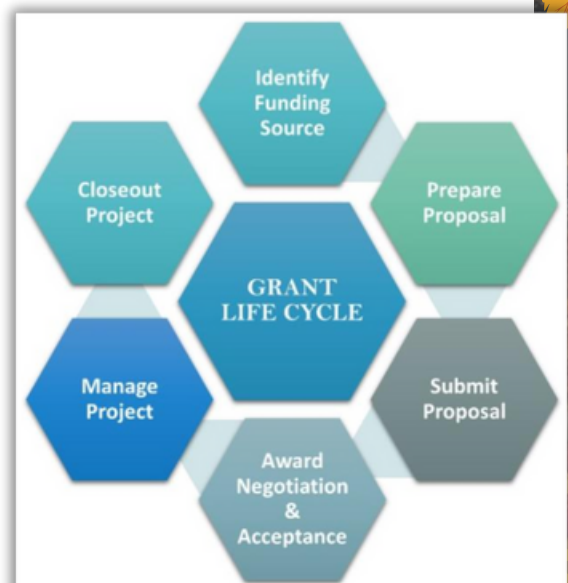 Identify
Funding
Source
Closeout
Project
Prepare
Proposal
GRANT
LIFE CYCLE
Manage
Project
Submit
Proposal
Award
Negotiation
&
Acceptance